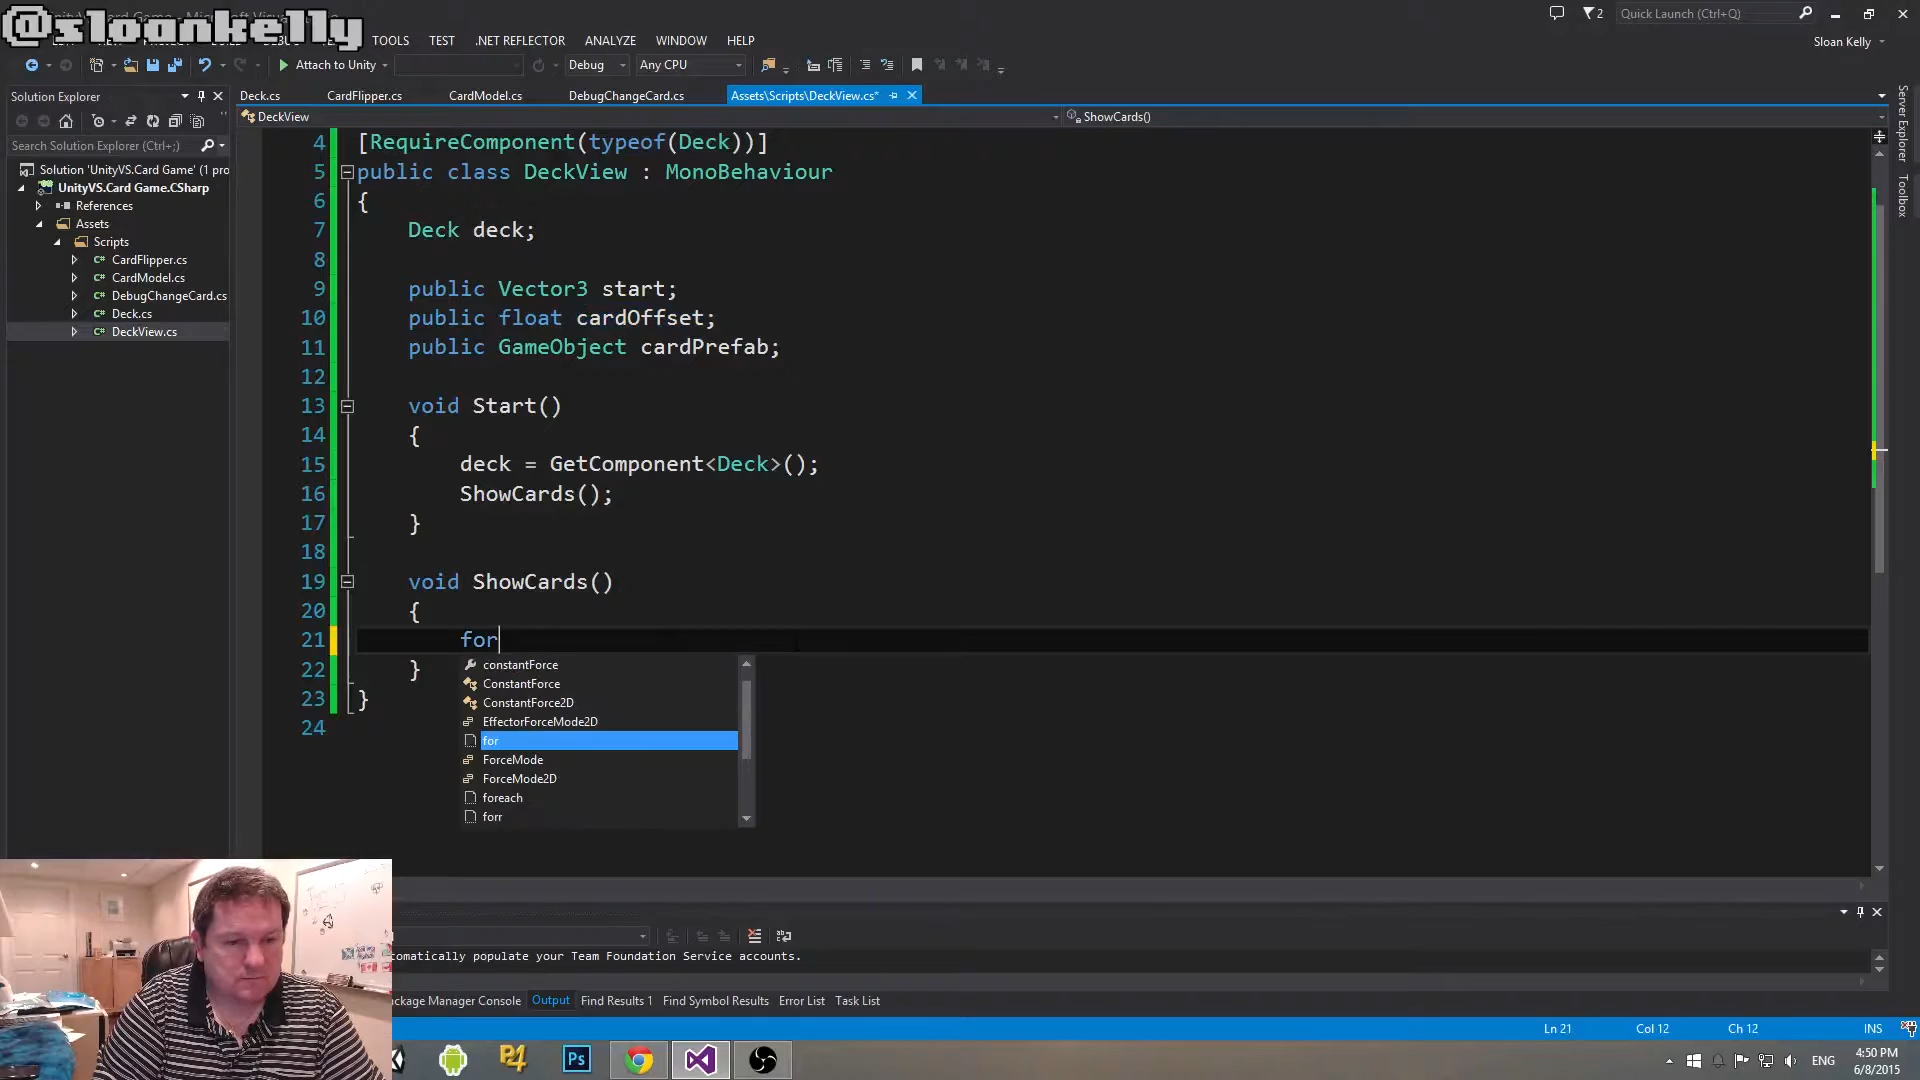 @sloankelly
Quick Launch (Ctrl+Q)
2
TOOLS TEST .NET REFLECTOR ANALYZE WINDOW HELP
Sloan Kelly
Attach to Unity Debug Any CPU
Solution Explorer
Deck.cs CardFlipper.cs CardModel.cs DebugChangeCard.cs Assets\Scripts\DeckView.cs*
DeckView ShowCards()
Search Solution Explorer (Ctrl+;)
Solution 'UnityVS.Card Game' (1 pro
UnityVS.Card Game.CSharp
References
Assets
Scripts
CardFlipper.cs
CardModel.cs
DebugChangeCard.cs
Deck.cs
DeckView.cs
Server Explorer
Toolbox
4 [RequireComponent(typeof(Deck))]
5 public class DeckView : MonoBehaviour
6 {
7 Deck deck;
8
9 public Vector3 start;
10 public float cardOffset;
11 public GameObject cardPrefab;
12
13 void Start()
14 {
15 deck = GetComponent<Deck>();
16 ShowCards();
17 }
18
19 void ShowCards()
20 {
21 for
22 }
23 }
24
constantForce
ConstantForce
ConstantForce2D
EffectorForceMode2D
for
ForceMode
ForceMode2D
foreach
forr
tomatically populate your Team Foundation Service accounts.
ckage Manager Console Output Find Results 1 Find Symbol Results Error List Task List
Ln 21 Col 12 Ch 12 INS
Ps
ENG
4:50 PM
6/8/2015